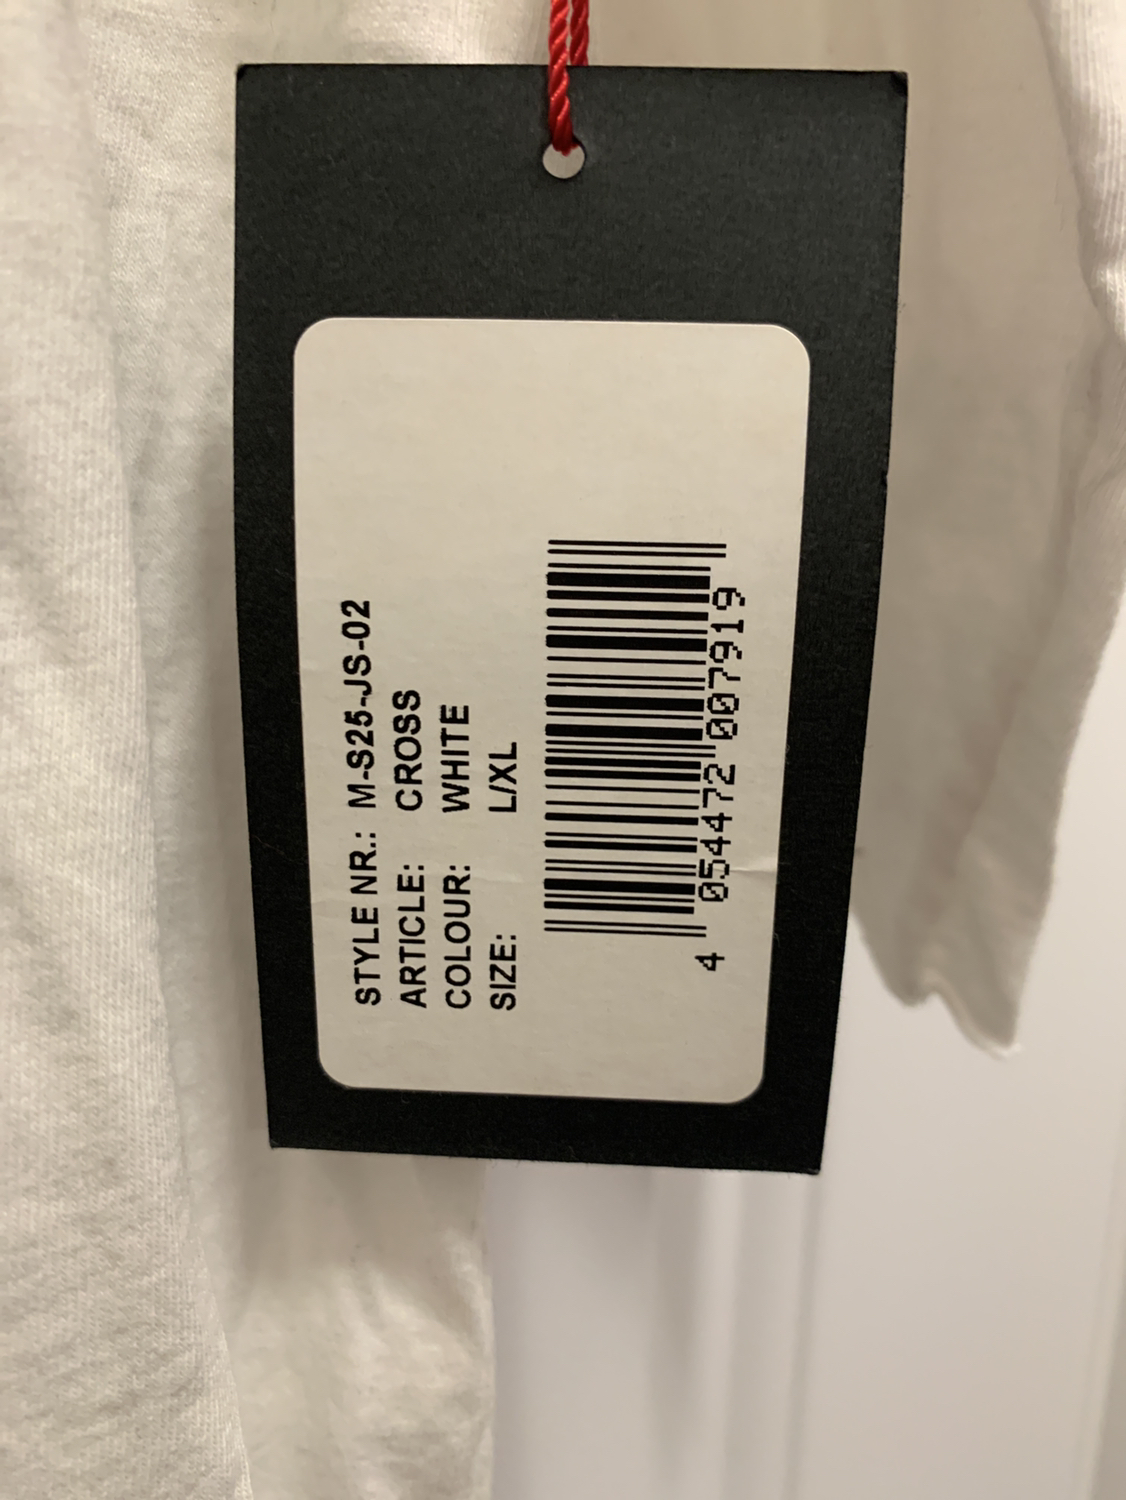 STYLE NR.: M-S25-JS-02
ARTICLE: CROSS
COLOUR: WHITE
SIZE: L/XL
4 054472 007919